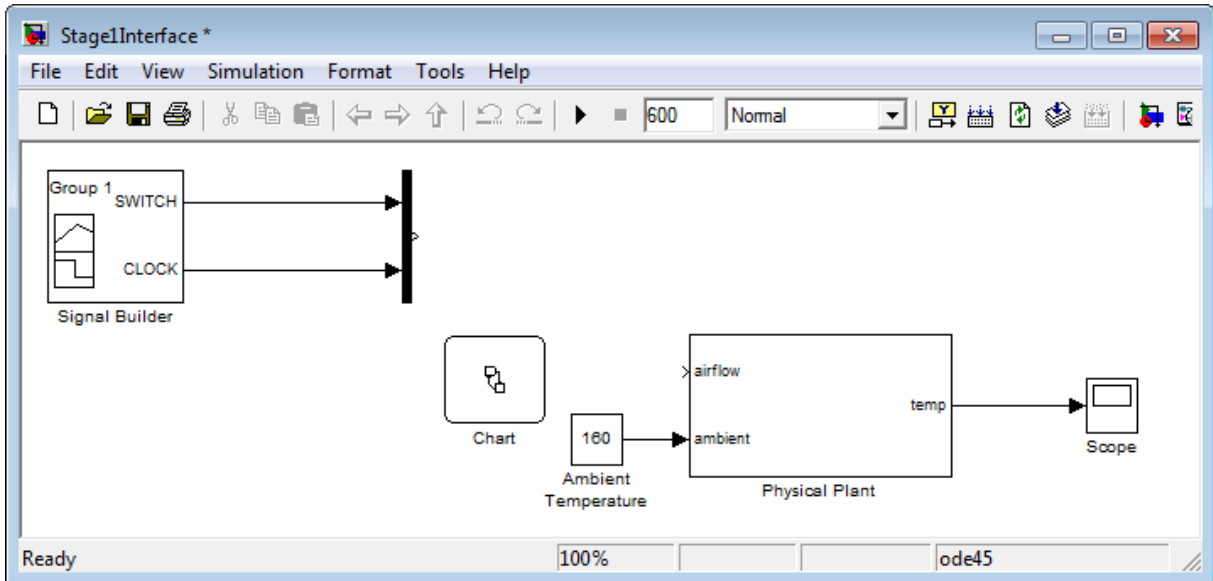 Stage1Interface *
File Edit View Simulation Format Tools Help
600 Normal
Group 1
SWITCH
CLOCK
Signal Builder
Chart
160
Ambient
Temperature
airflow
ambient
temp
Physical Plant
Scope
Ready 100% ode45